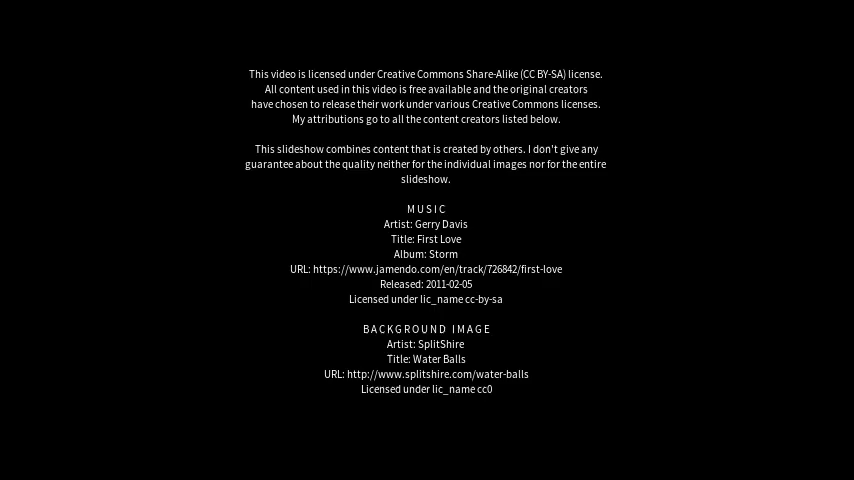 This video is licensed under Creative Commons Share-Alike (CC BY-SA) license.
All content used in this video is free available and the original creators
have chosen to release their work under various Creative Commons licenses.
My attributions go to all the content creators listed below.
This slideshow combines content that is created by others. I don't give any
guarantee about the quality neither for the individual images nor for the entire
slideshow.
MUSIC
Artist: Gerry Davis
Title: First Love
Album: Storm
URL: https://www.jamendo.com/en/track/726842/first-love
Released: 2011-02-05
Licensed under lic_name cc-by-sa
BACKGROUND IMAGE
Artist: SplitShire
Title: Water Balls
URL: http://www.splitshire.com/water-balls
Licensed under lic_name cc0